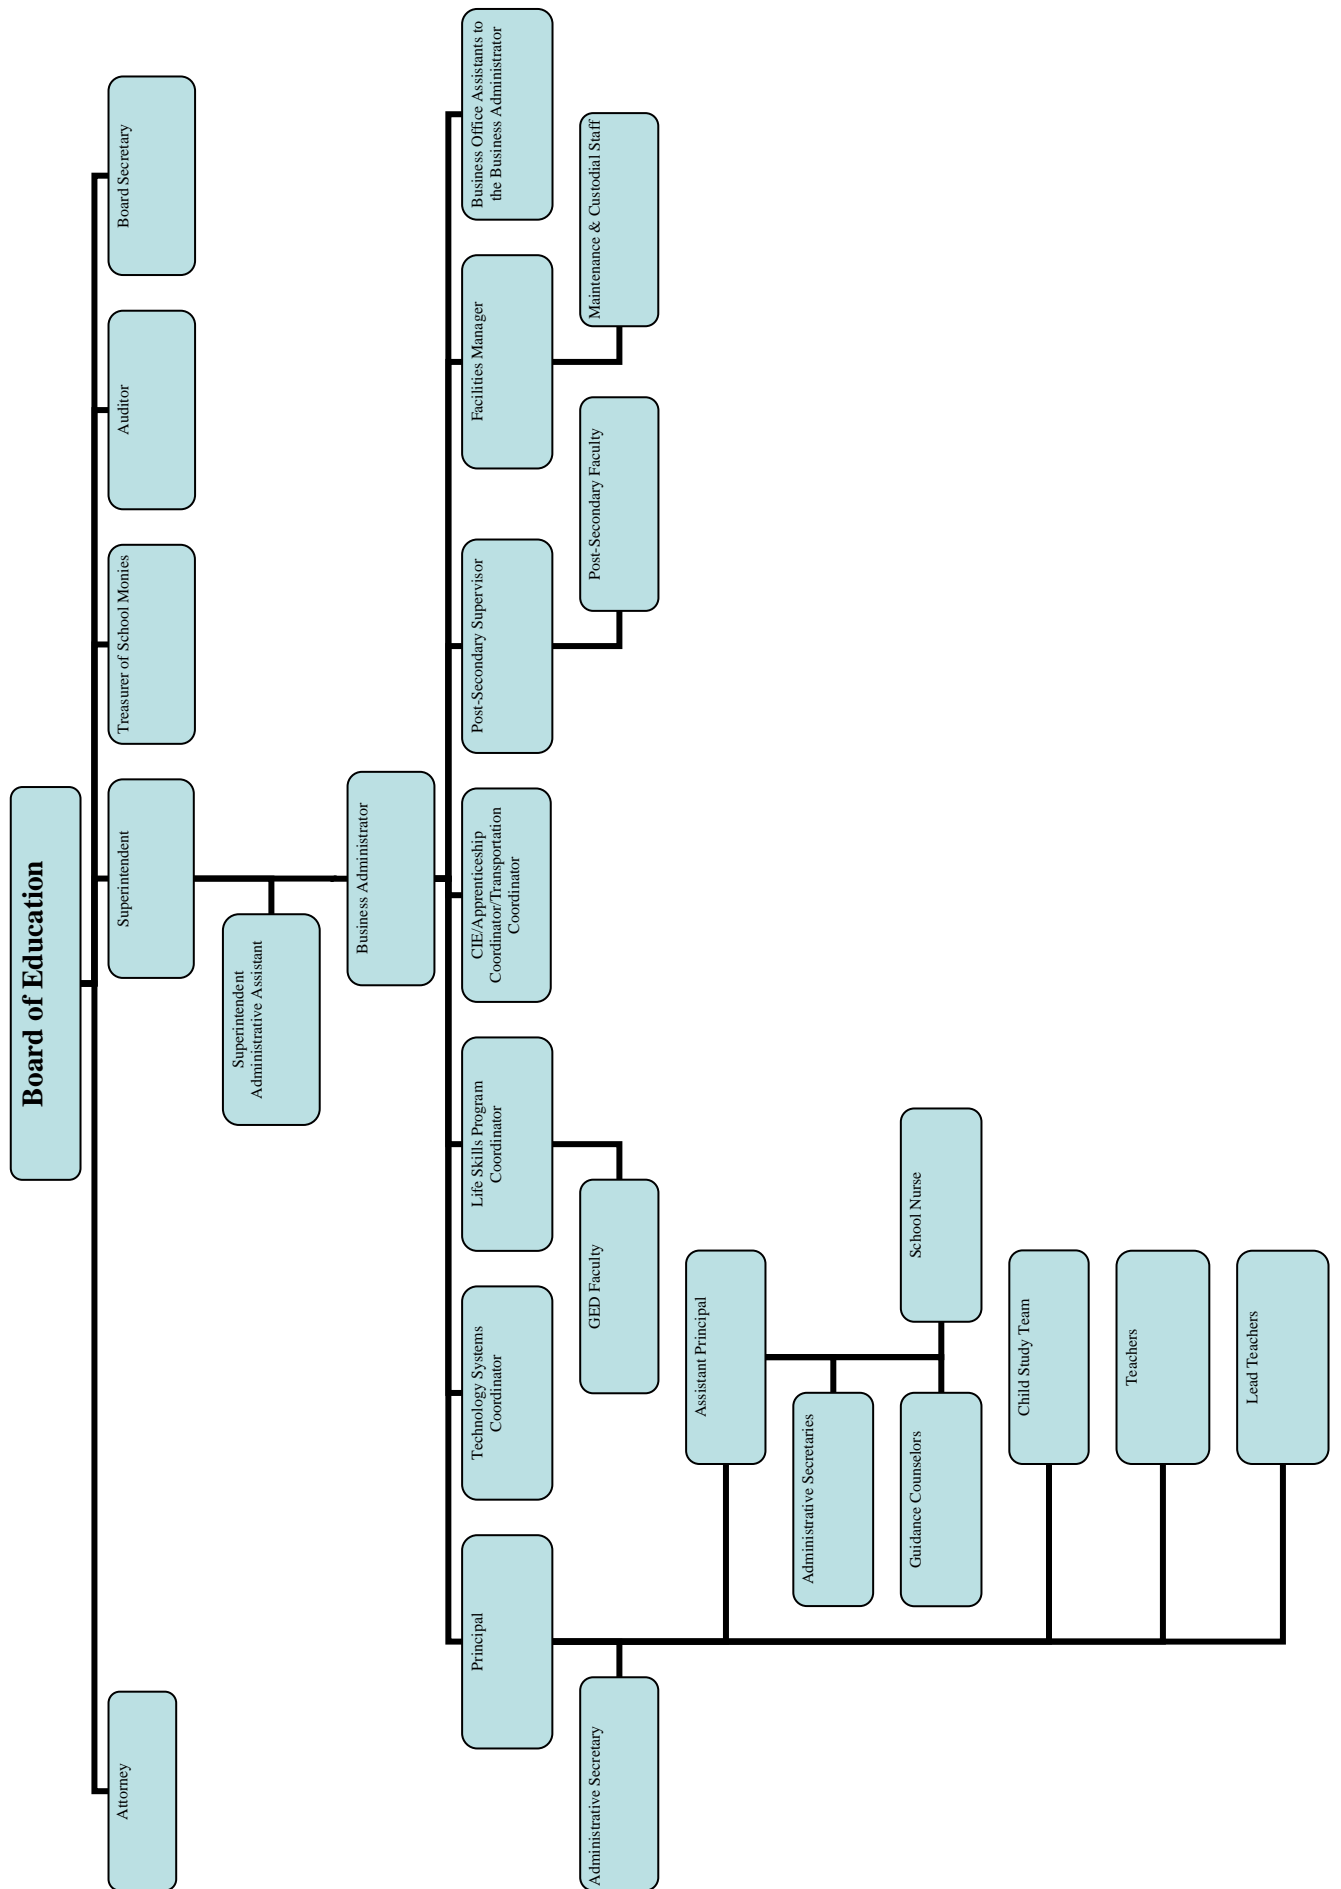 Board of Education
Attorney
Superintendent
Treasurer of School Monies
Auditor
Board Secretary
Superintendent
Administrative Assistant
Business Administrator
Principal
Technology Systems
Coordinator
Life Skills Program
Coordinator
CIE/Apprenticeship
Coordinator/Transportation
Coordinator
Post-Secondary Supervisor
Facilities Manager
Business Office Assistants to
the Business Administrator
Administrative Secretary
GED Faculty
Post-Secondary Faculty
Maintenance & Custodial Staff
Assistant Principal
Administrative Secretaries
Guidance Counselors
School Nurse
Child Study Team
Teachers
Lead Teachers